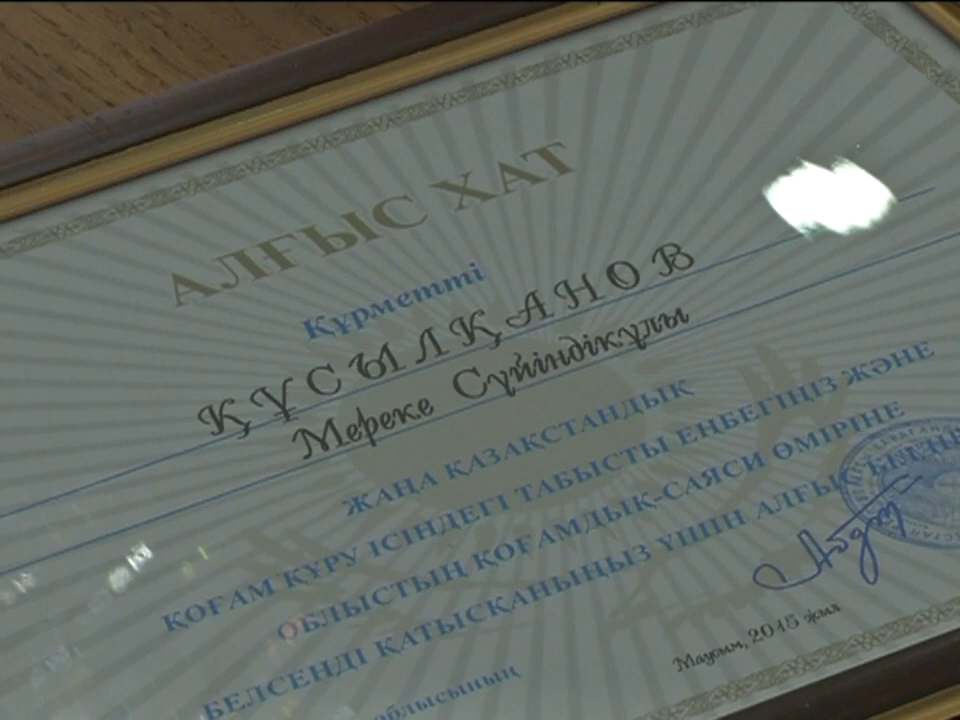 АЛҒЫС ХАТ
Құрметті
ҚҰСЫЛҚАНОВ
Мереке Сүйіндікұлы
ЖАҢА ҚАЗАҚСТАНДЫҚ
ҚОҒАМ ҚҰРУ ІСІНДЕГІ ТАБЫСТЫ ЕҢБЕГІҢІЗ ЖӘНЕ
ОБЛЫСТЫҢ ҚОҒАМДЫҚ-САЯСИ ӨМІРІНЕ
БЕЛСЕНДІ ҚАТЫСҚАНЫҢЫЗ ҮШІН АЛҒЫС
облысының
Маусым, 2015 жыл